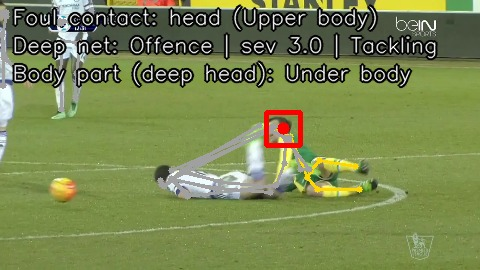 Foul contact: head (Upper body)
Deep net: Offence | sev 3.0 | Tackling
Body part (deep head): Under body
beIN
SPORTS